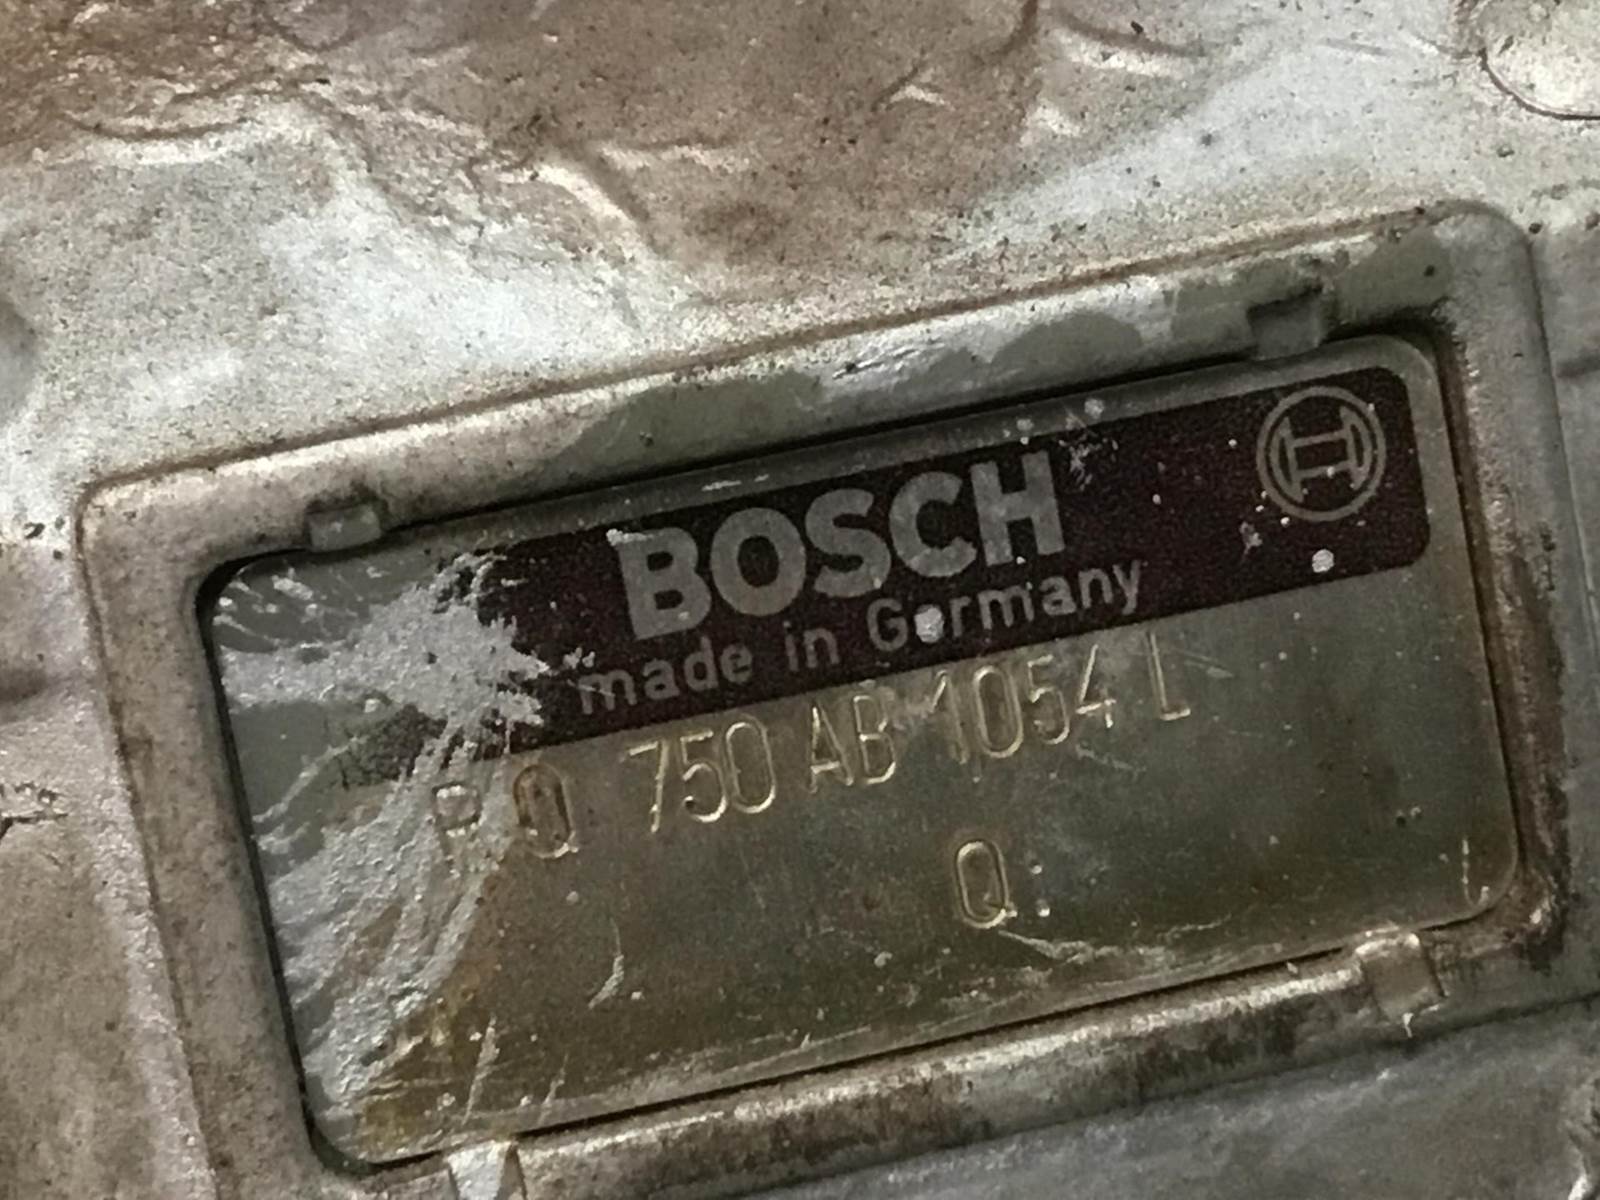 BOSCH
made in Germany
Q 750 AB 1054 L
Q